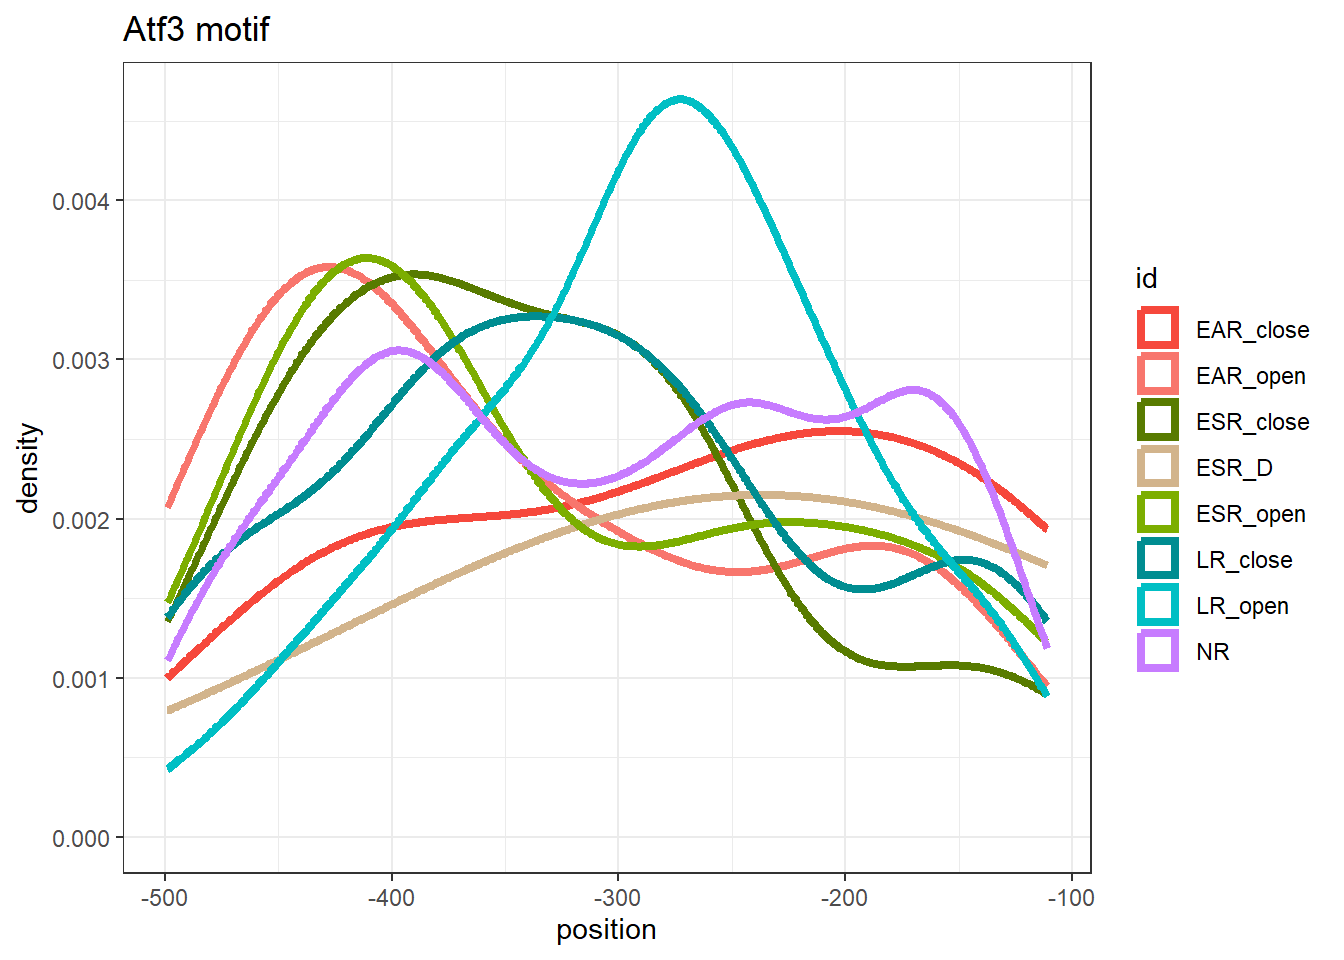 Atf3 motif
density
0.004
0.003
0.002
0.001
0.000
-500 -400 -300 -200 -100
position
id
EAR_close
EAR_open
ESR_close
ESR_D
ESR_open
LR_close
LR_open
NR